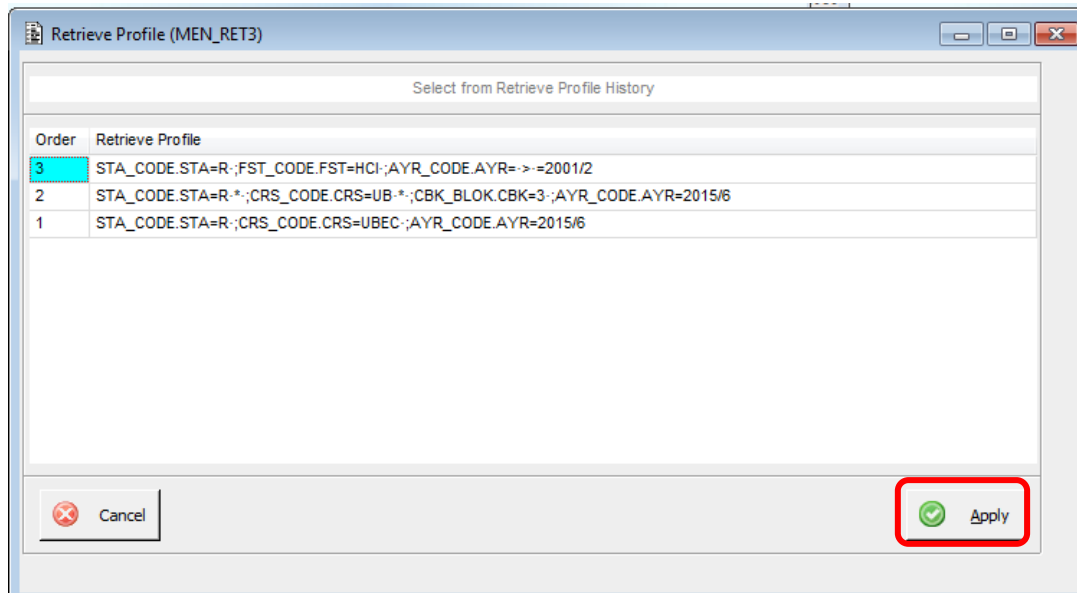 Retrieve Profile (MEN_RET3)
Select from Retrieve Profile History
Order Retrieve Profile
3 STA_CODE.STA=R·;FST_CODE.FST=HCI·;AYR_CODE.AYR=·>·=2001/2
2 STA_CODE.STA=R·*·;CRS_CODE.CRS=UB·*·;CBK_BLOK.CBK=3·;AYR_CODE.AYR=2015/6
1 STA_CODE.STA=R·;CRS_CODE.CRS=UBEC·;AYR_CODE.AYR=2015/6
Cancel Apply